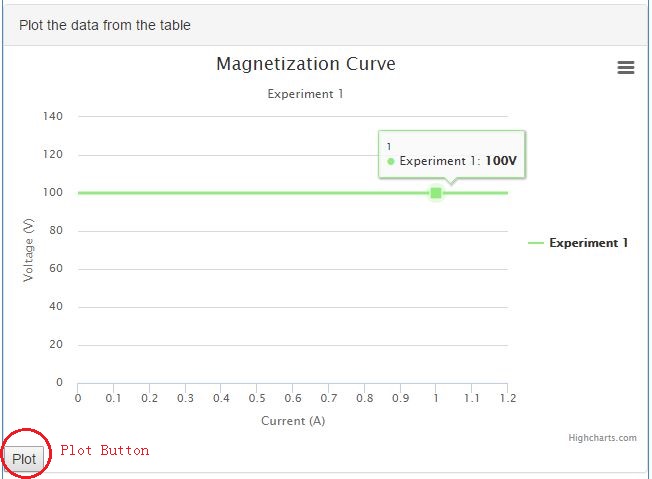 Plot the data from the table
Magnetization Curve
Experiment 1
140
120
100
80
60
40
20
0
Voltage (V)
1
Experiment 1: 100V
Experiment 1
0 0.1 0.2 0.3 0.4 0.5 0.6 0.7 0.8 0.9 1 1.1 1.2
Current (A)
Highcharts.com
Plot
Plot Button